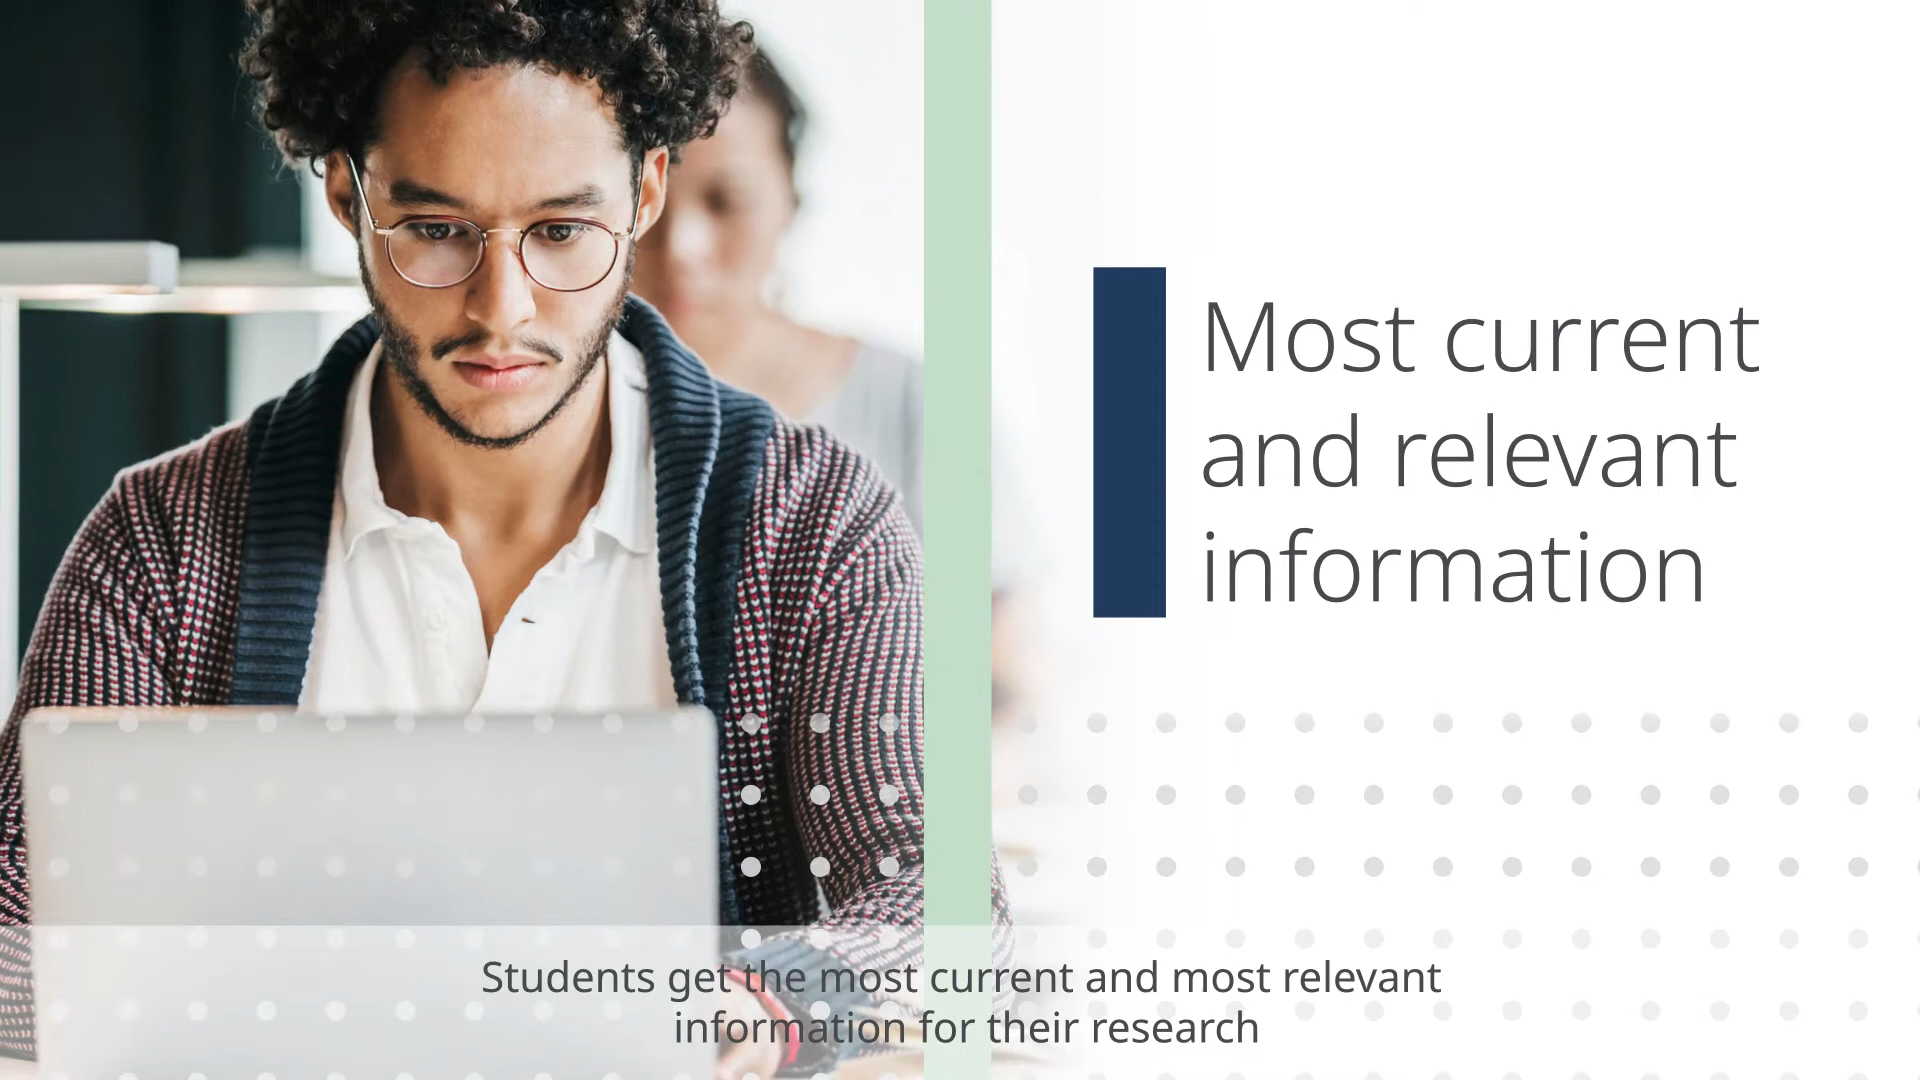 Most current
and relevant
information
Students get the most current and most relevant
information for their research